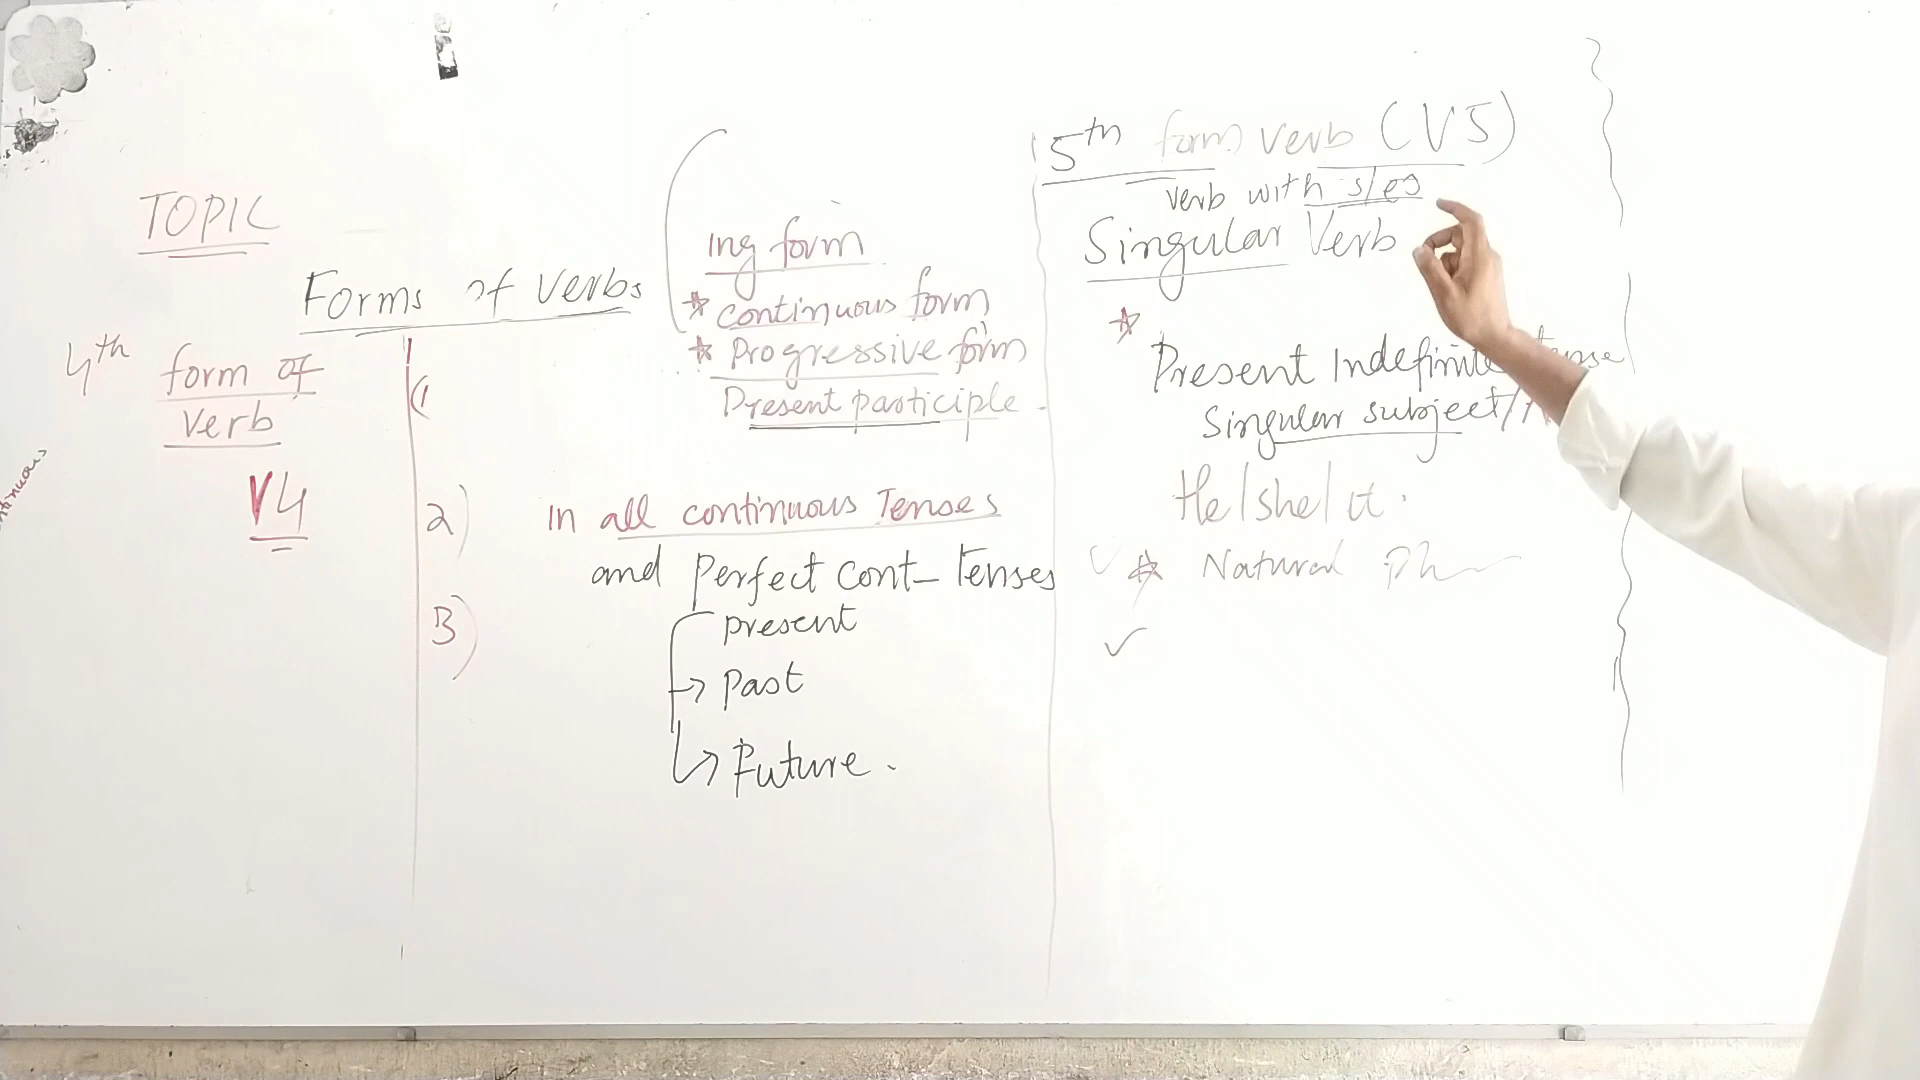 TOPIC
Forms of Verbs
4th form of
verb
V4
ing form
* continuous form
* Progressive form
Present participle
1
2) in all continuous Tenses
and Perfect Cont- Tenses
3)
present
→ Past
→ Future.
5th form verb (V5)
verb with s/es
Singular Verb
* Present Indefinite Tense
Singular subject/
He/she/it.
* Natural